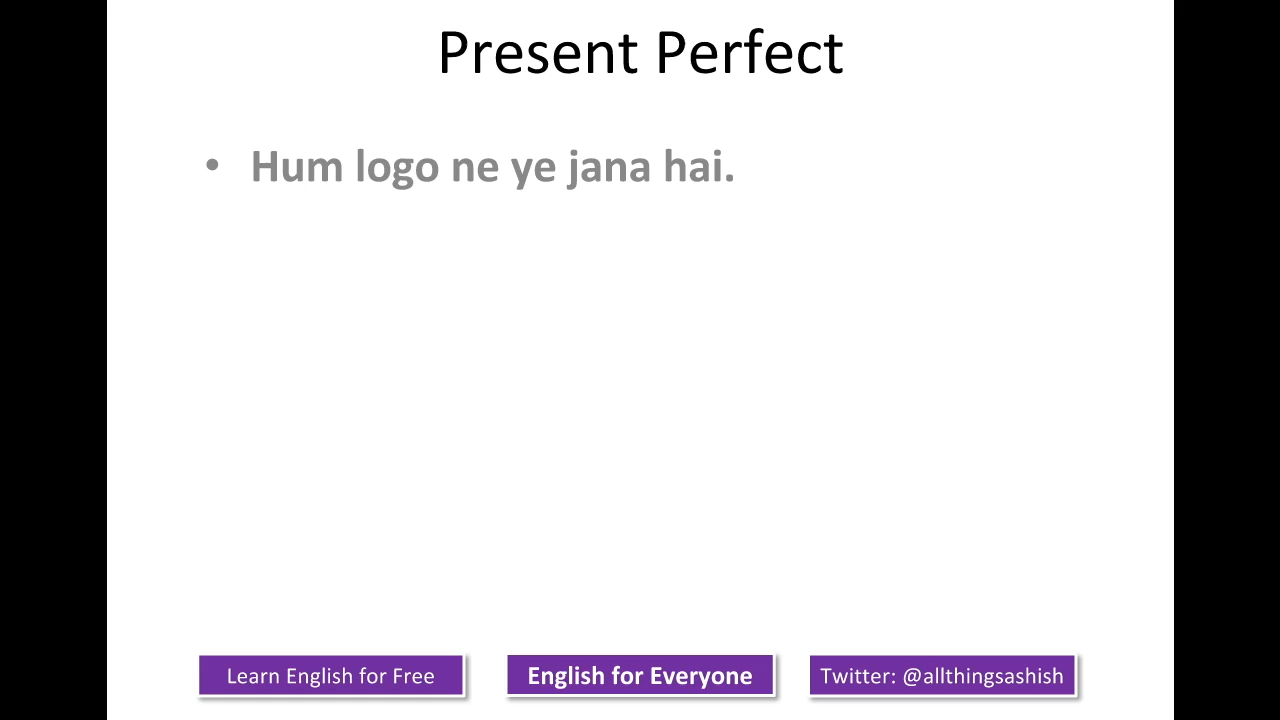 Present Perfect
• Hum logo ne ye jana hai.
Learn English for Free
English for Everyone
Twitter: @allthingsashish